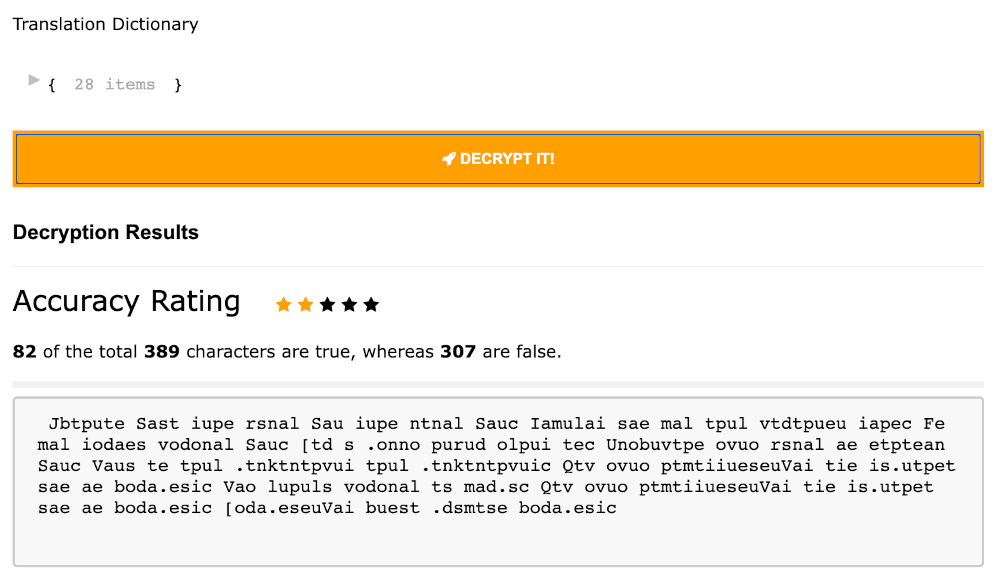 Translation Dictionary
{ 28 items }
DECRYPT IT!
Decryption Results
Accuracy Rating
82 of the total 389 characters are true, whereas 307 are false.
Jbtpute Sast iupe rsnal Sau iupe ntnal Sauc Iamulai sae mal tpul vtdtpueu iapec Fe
mal iodaes vodonal Sauc [td s .onno purud olpui tec Unobuvtpe ovuo rsnal ae etptean
Sauc Vaus te tpul .tnktntpvui tpul .tnktntpvuic Qtv ovuo ptmtiiueseuVai tie is.utpet
sae ae boda.esic Vao lupuls vodonal ts mad.sc Qtv ovuo ptmtiiueseuVai tie is.utpet
sae ae boda.esic [oda.eseuVai buest .dsmtse boda.esic